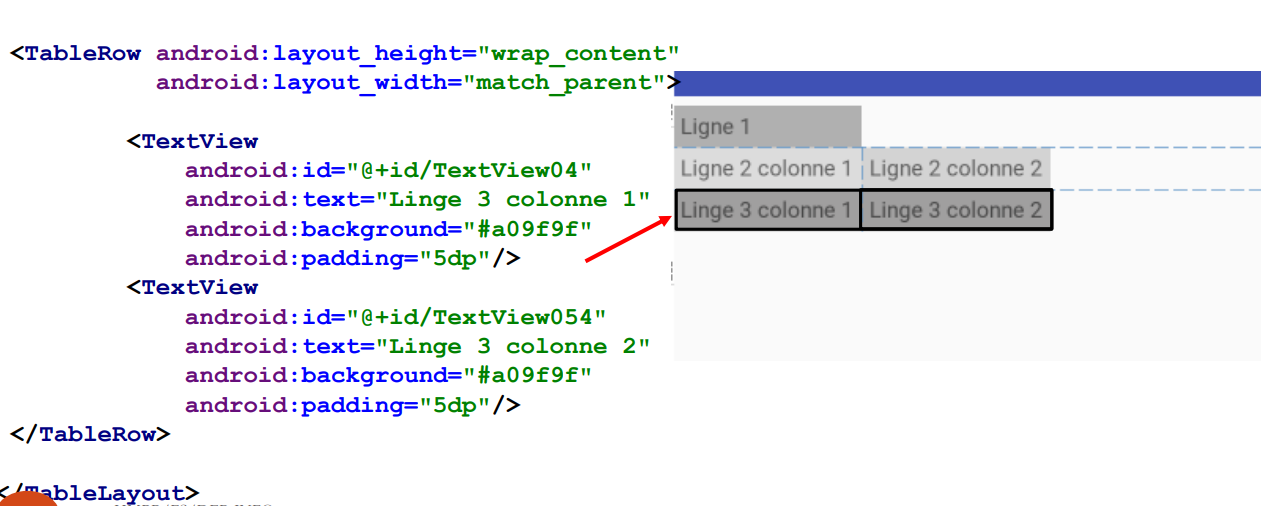 <TableRow android:layout_height="wrap_content"
android:layout_width="match_parent">
<TextView
android:id="@+id/TextView04"
android:text="Linge 3 colonne 1"
android:background="#a09f9f"
android:padding="5dp"/>
<TextView
android:id="@+id/TextView054"
android:text="Linge 3 colonne 2"
android:background="#a09f9f"
android:padding="5dp"/>
</TableRow>
</TableLayout>
Ligne 1
Ligne 2 colonne 1 Ligne 2 colonne 2
Linge 3 colonne 1 Linge 3 colonne 2